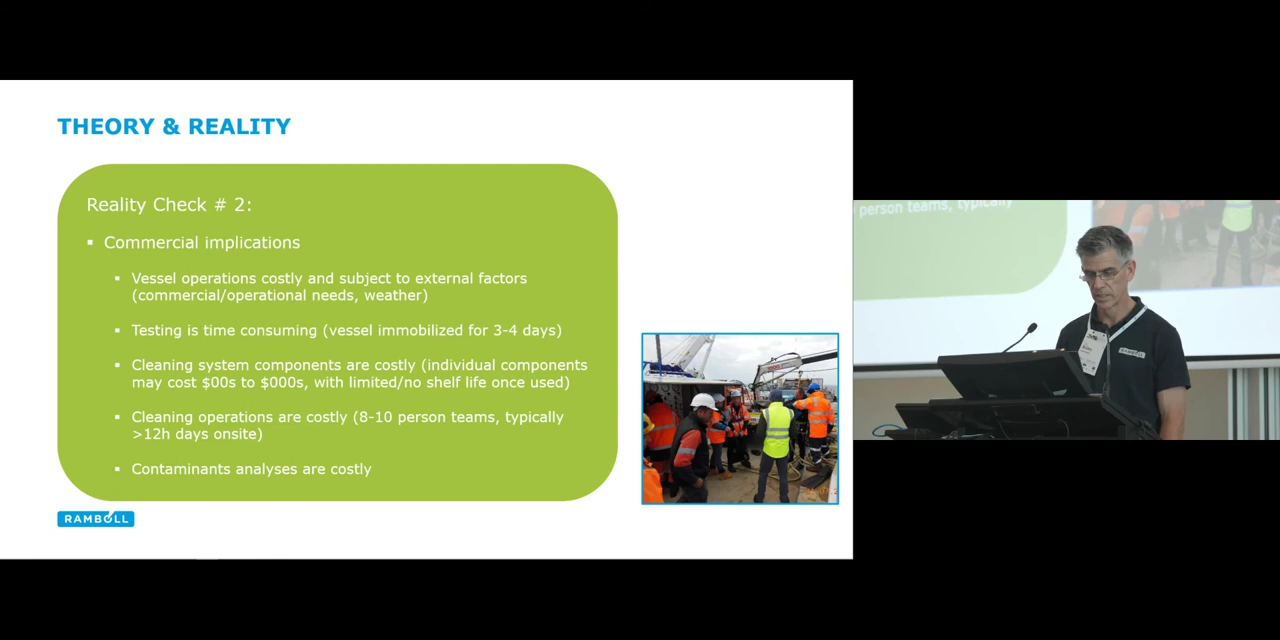 THEORY & REALITY
Reality Check # 2:
▪ Commercial implications
▪ Vessel operations costly and subject to external factors
(commercial/operational needs, weather)
▪ Testing is time consuming (vessel immobilized for 3-4 days)
▪ Cleaning system components are costly (individual components
may cost $00s to $000s, with limited/no shelf life once used)
▪ Cleaning operations are costly (8-10 person teams, typically
>12h days onsite)
▪ Contaminants analyses are costly
RAMBOLL
person teams, typically
RAMBOLL